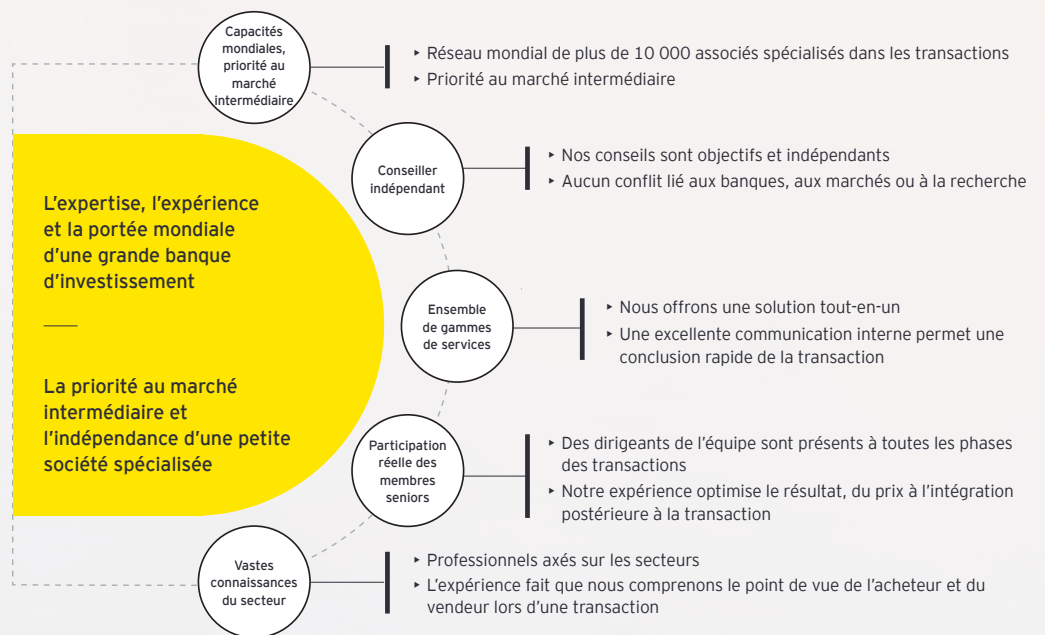 Capacités
mondiales,
priorité au
marché
intermédiaire
‣ Réseau mondial de plus de 10 000 associés spécialisés dans les transactions
‣ Priorité au marché intermédiaire
Conseiller
indépendant
‣ Nos conseils sont objectifs et indépendants
‣ Aucun conflit lié aux banques, aux marchés ou à la recherche
L'expertise, l'expérience
et la portée mondiale
d'une grande banque
d'investissement
La priorité au marché
intermédiaire et
l'indépendance d'une petite
société spécialisée
Ensemble
de gammes
de services
‣ Nous offrons une solution tout-en-un
‣ Une excellente communication interne permet une
conclusion rapide de la transaction
Participation
réelle des
membres
seniors
‣ Des dirigeants de l'équipe sont présents à toutes les phases
des transactions
‣ Notre expérience optimise le résultat, du prix à l'intégration
postérieure à la transaction
Vastes
connaissances
du secteur
‣ Professionnels axés sur les secteurs
‣ L'expérience fait que nous comprenons le point de vue de l'acheteur et du
vendeur lors d'une transaction